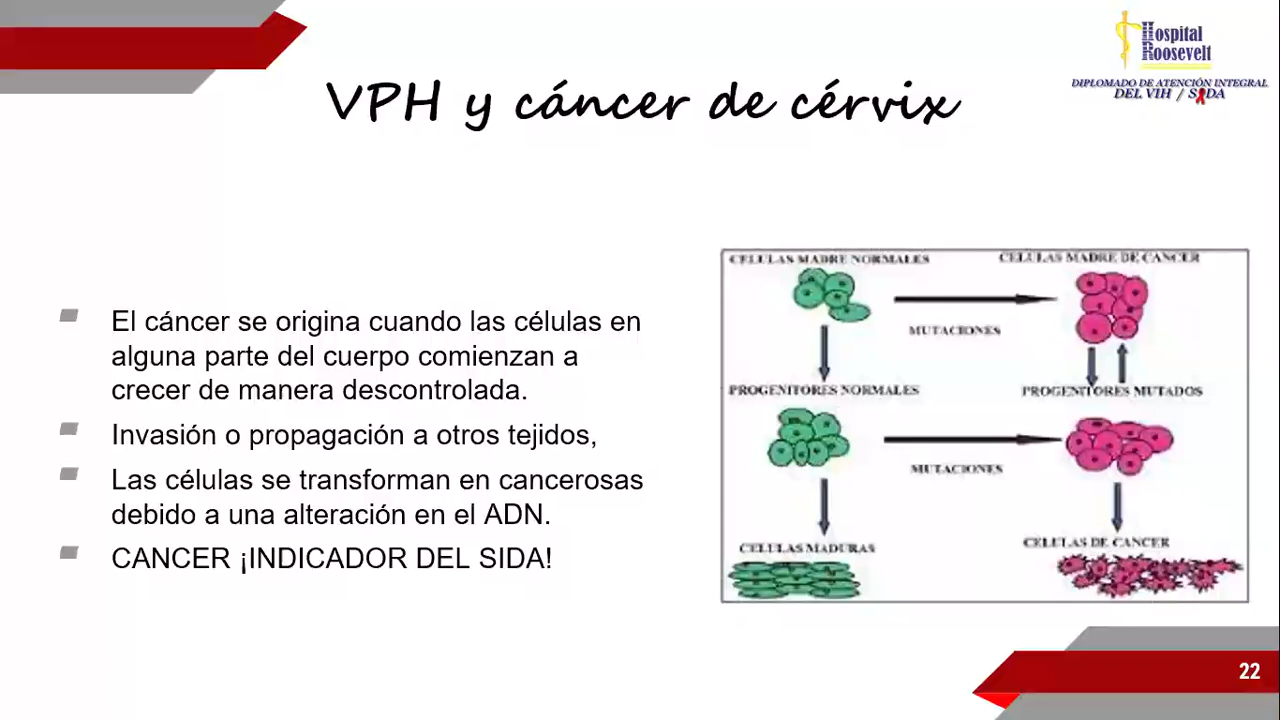 Hospital
Roosevelt
DIPLOMADO DE ATENCIÓN INTEGRAL
DEL VIH / SIDA
VPH y cáncer de cérvix
El cáncer se origina cuando las células en
alguna parte del cuerpo comienzan a
crecer de manera descontrolada.
Invasión o propagación a otros tejidos,
Las células se transforman en cancerosas
debido a una alteración en el ADN.
CANCER ¡INDICADOR DEL SIDA!
CELULAS MADRE NORMALES
CELULAS MADRE DE CANCER
MUTACIONES
PROGENITORES NORMALES
PROGENITORES MUTADOS
MUTACIONES
CELULAS MADURAS
CELULAS DE CANCER
22